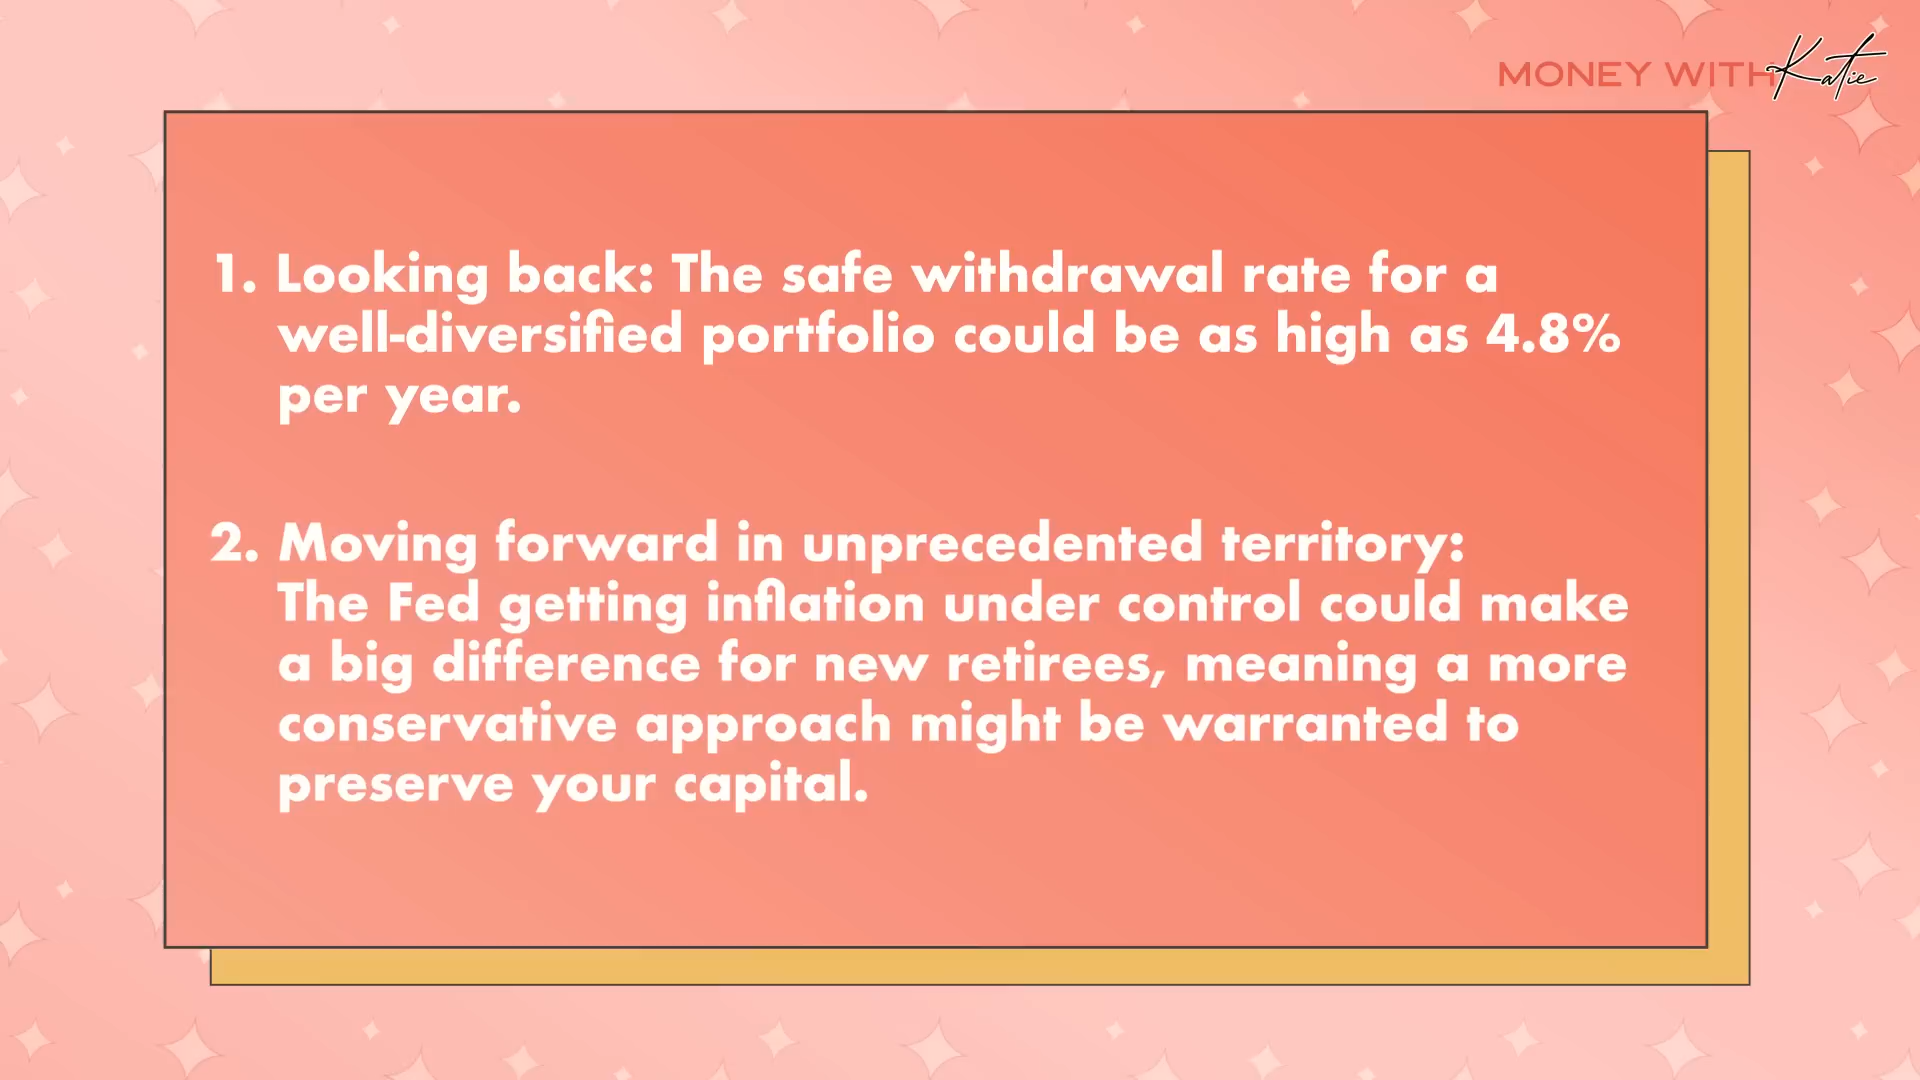 MONEY WITH Katie
1. Looking back: The safe withdrawal rate for a
well-diversified portfolio could be as high as 4.8%
per year.
2. Moving forward in unprecedented territory:
The Fed getting inflation under control could make
a big difference for new retirees, meaning a more
conservative approach might be warranted to
preserve your capital.